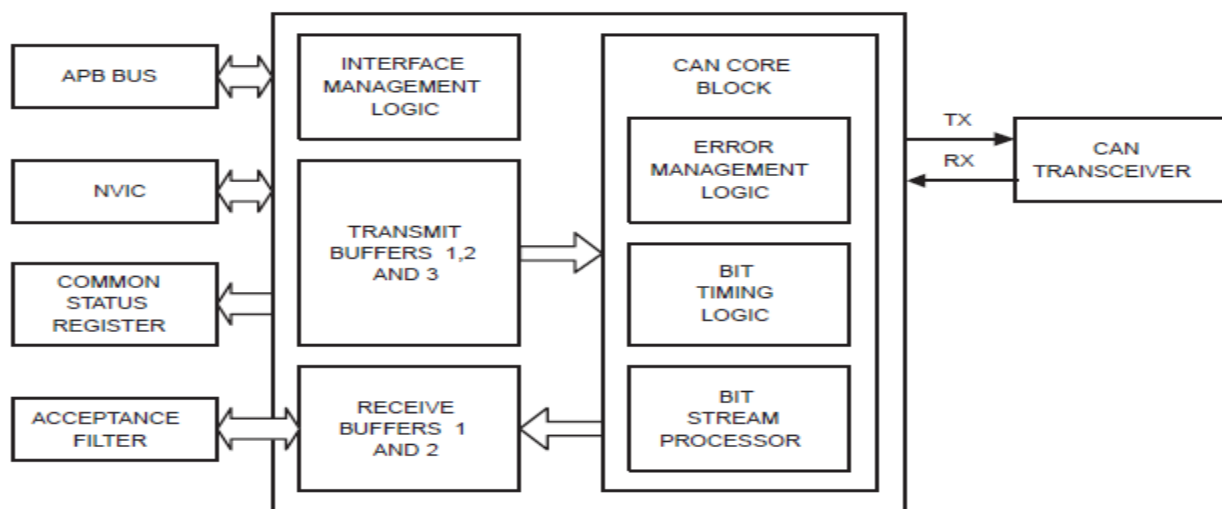 APB BUS
NVIC
COMMON
STATUS
REGISTER
ACCEPTANCE
FILTER
INTERFACE
MANAGEMENT
LOGIC
TRANSMIT
BUFFERS 1,2
AND 3
RECEIVE
BUFFERS 1
AND 2
CAN CORE
BLOCK
ERROR
MANAGEMENT
LOGIC
BIT
TIMING
LOGIC
BIT
STREAM
PROCESSOR
TX
RX
CAN
TRANSCEIVER